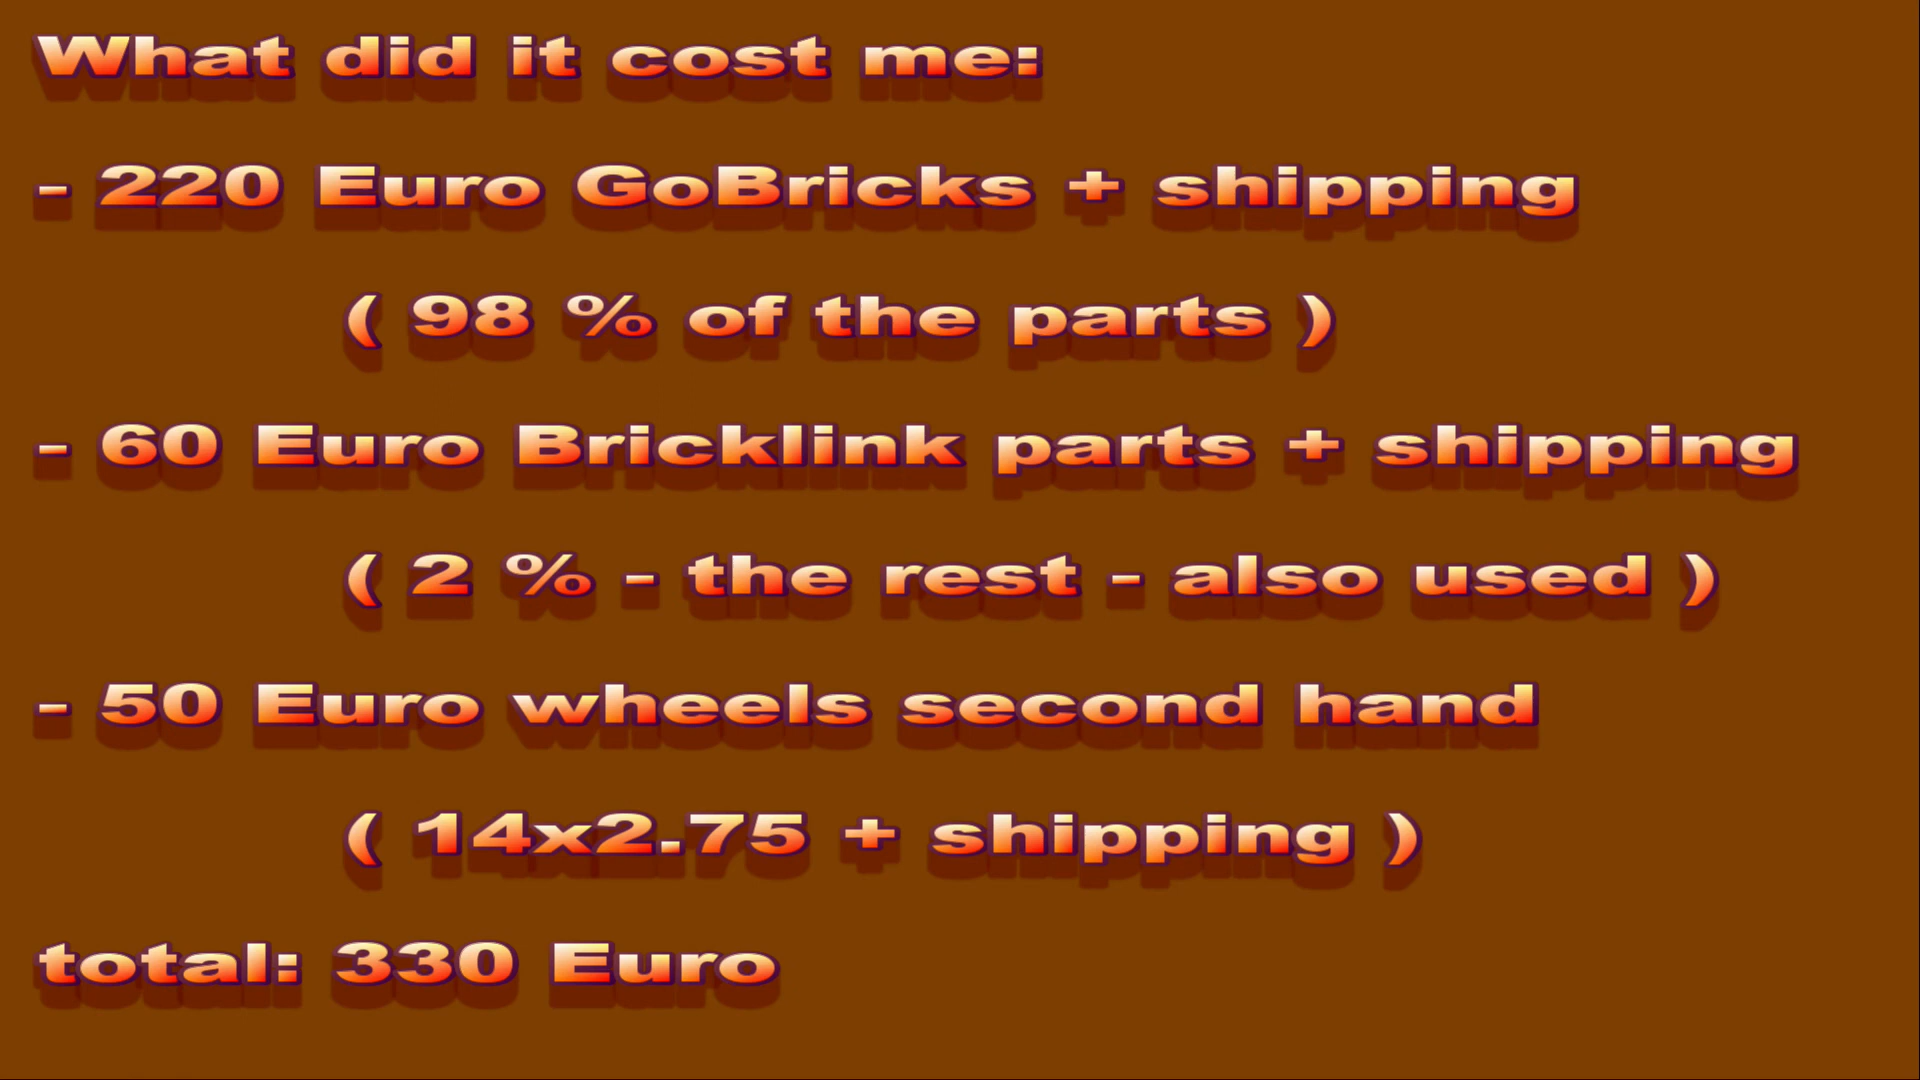 What did it cost me:
- 220 Euro GoBricks + shipping
( 98 % of the parts )
- 60 Euro Bricklink parts + shipping
( 2 % - the rest - also used )
- 50 Euro wheels second hand
( 14x2.75 + shipping )
total: 330 Euro